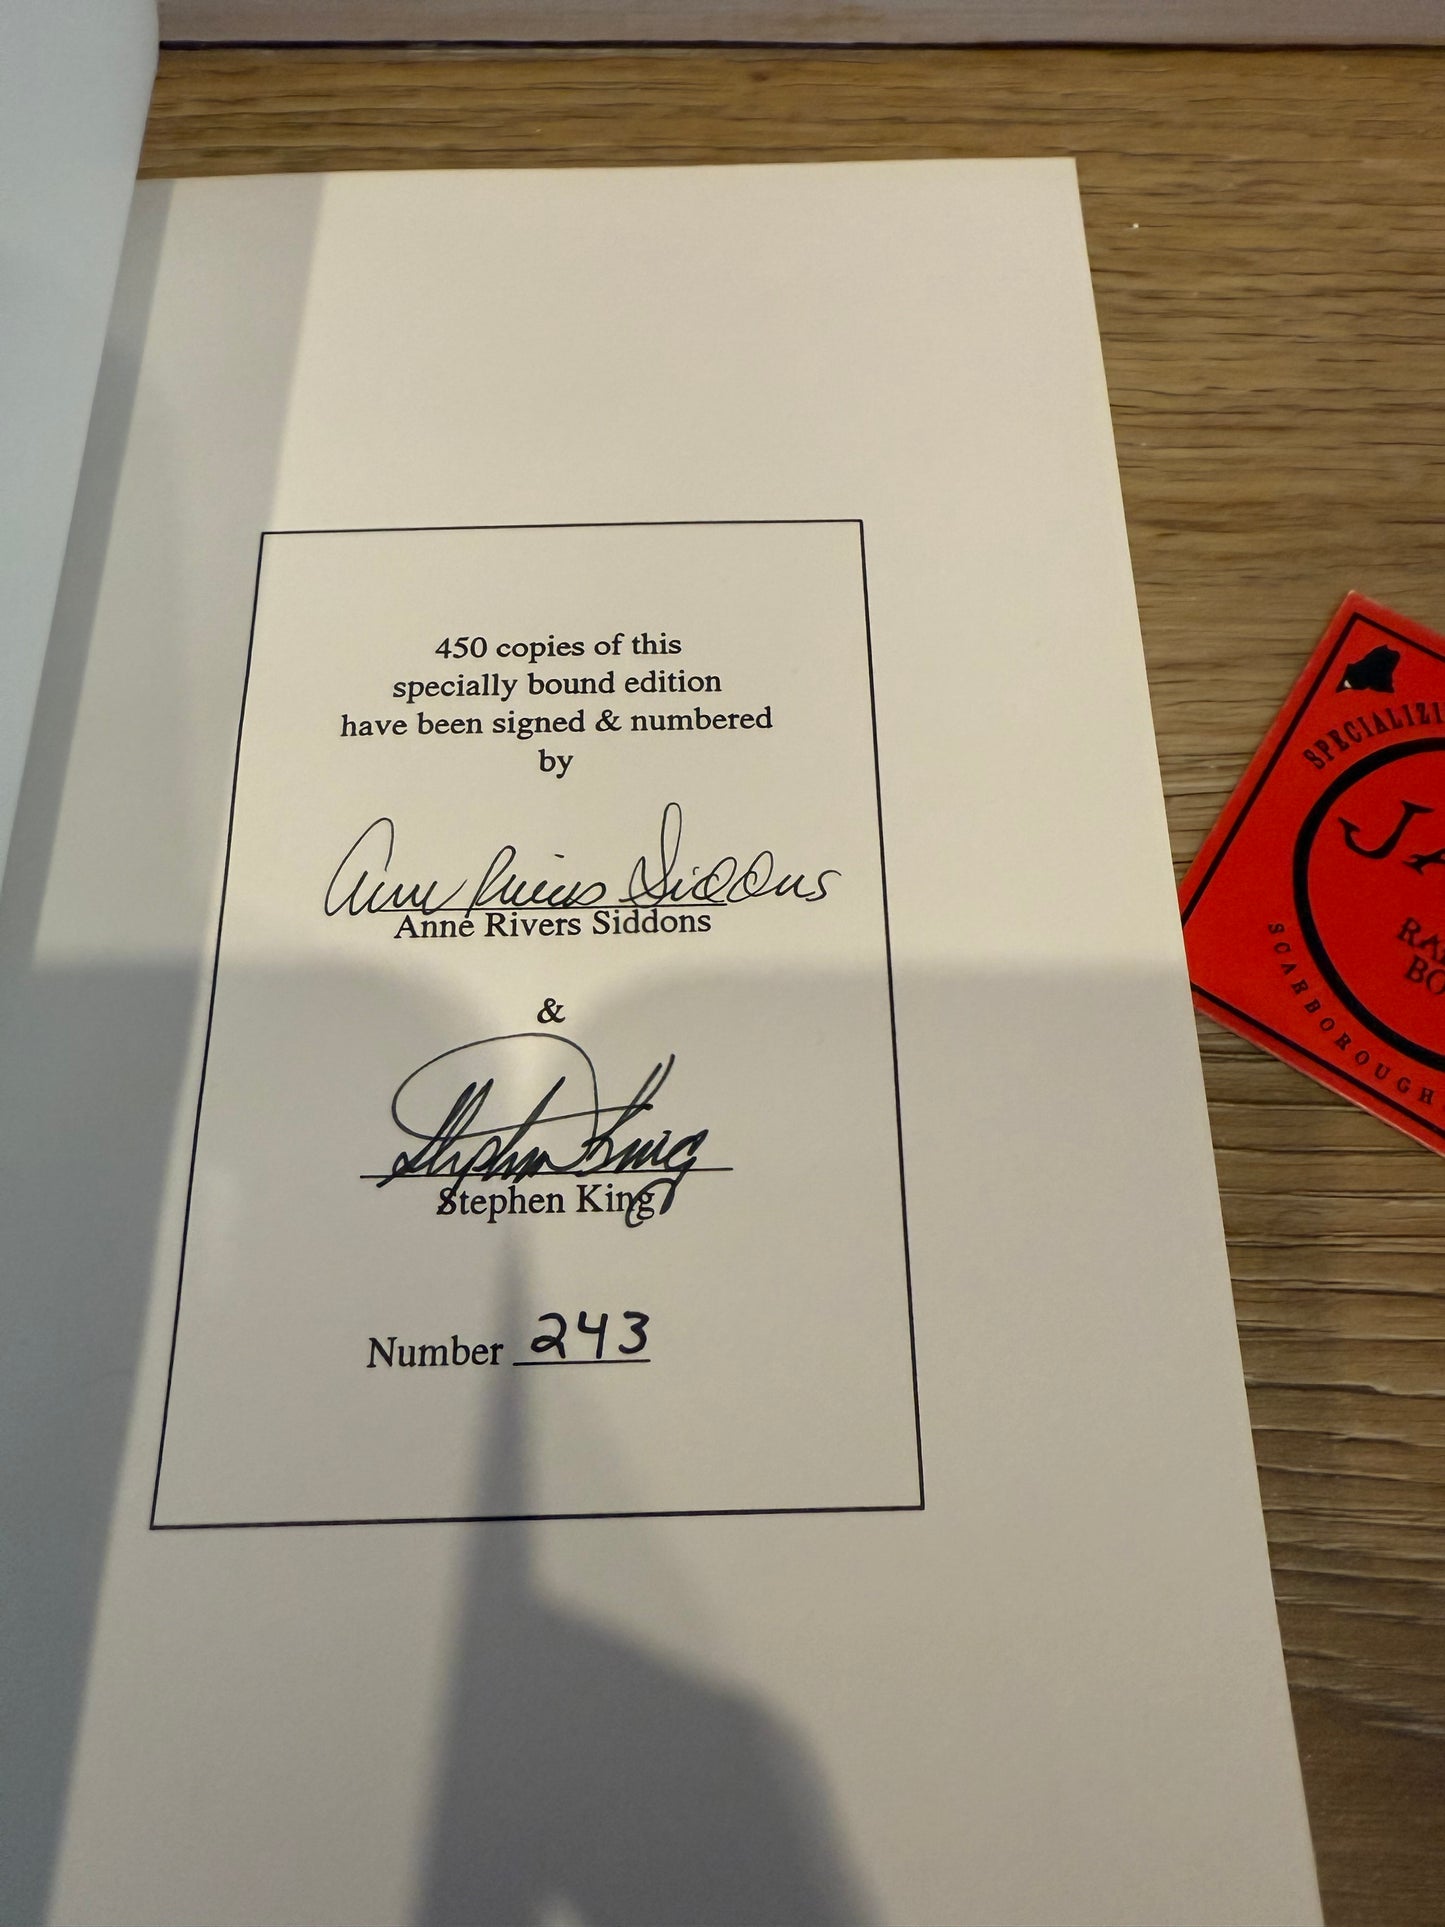 450 copies of this
specially bound edition
have been signed & numbered
by
Anne Rivers Siddons
Anne Rivers Siddons
&
Stephen King
Stephen King
Number 243
SPECIALIZI
JA
RA
BO
SCARBOROUGH